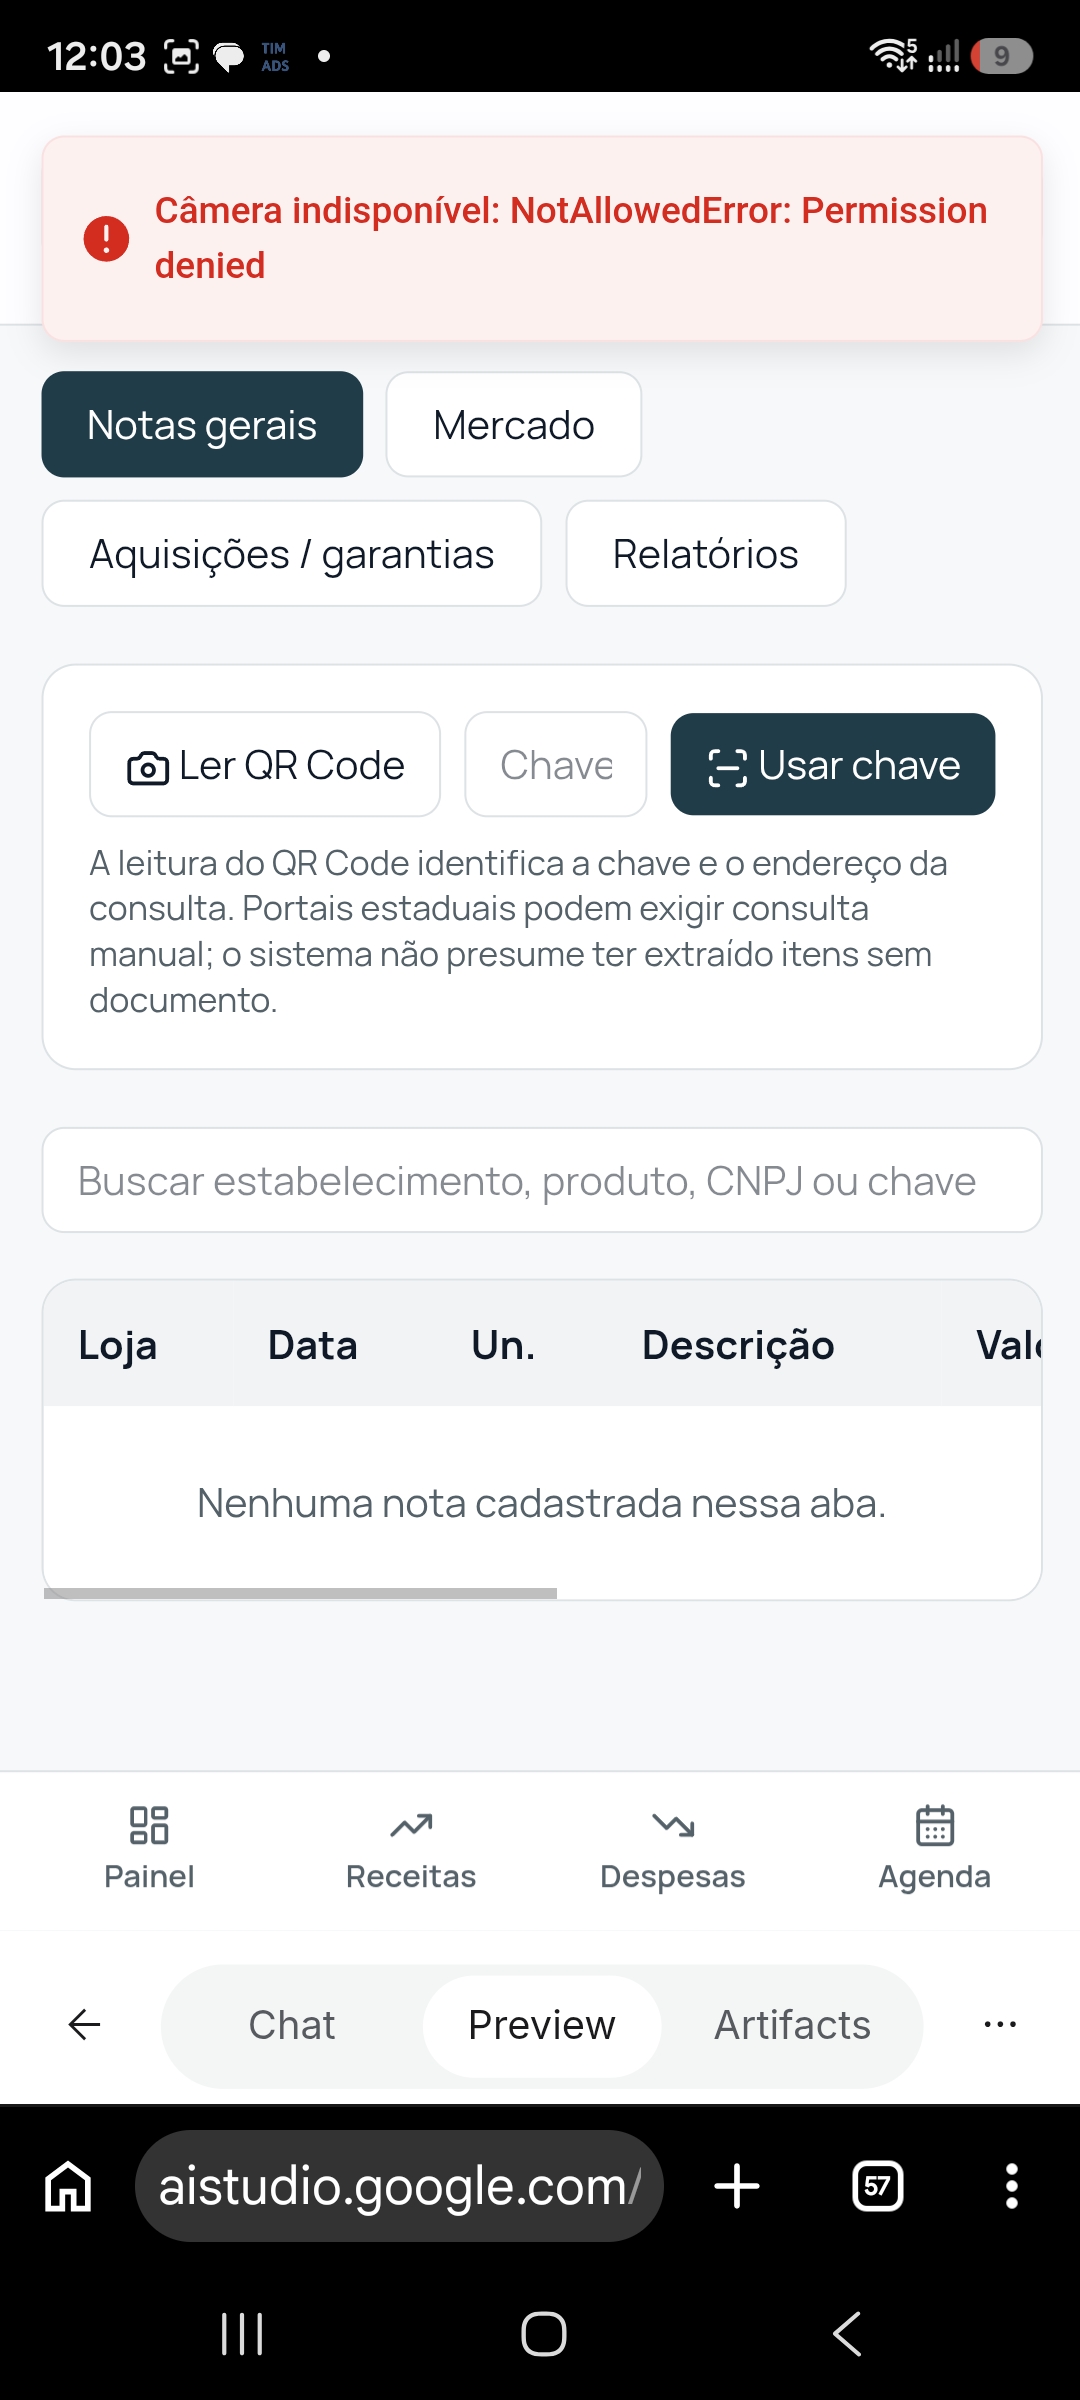 12:03
TIM
ADS
5
9
Câmera indisponível: NotAllowedError: Permission
denied
Notas gerais
Mercado
Aquisições / garantias
Relatórios
Ler QR Code
Chave
Usar chave
A leitura do QR Code identifica a chave e o endereço da
consulta. Portais estaduais podem exigir consulta
manual; o sistema não presume ter extraído itens sem
documento.
Buscar estabelecimento, produto, CNPJ ou chave
Loja Data Un. Descrição
Nenhuma nota cadastrada nessa aba.
Painel Receitas Despesas Agenda
Chat Preview Artifacts
aistudio.google.com/
57